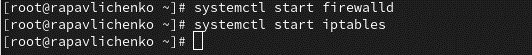 [root@rapavlichenko ~]# systemctl start firewalld
[root@rapavlichenko ~]# systemctl start iptables
[root@rapavlichenko ~]#